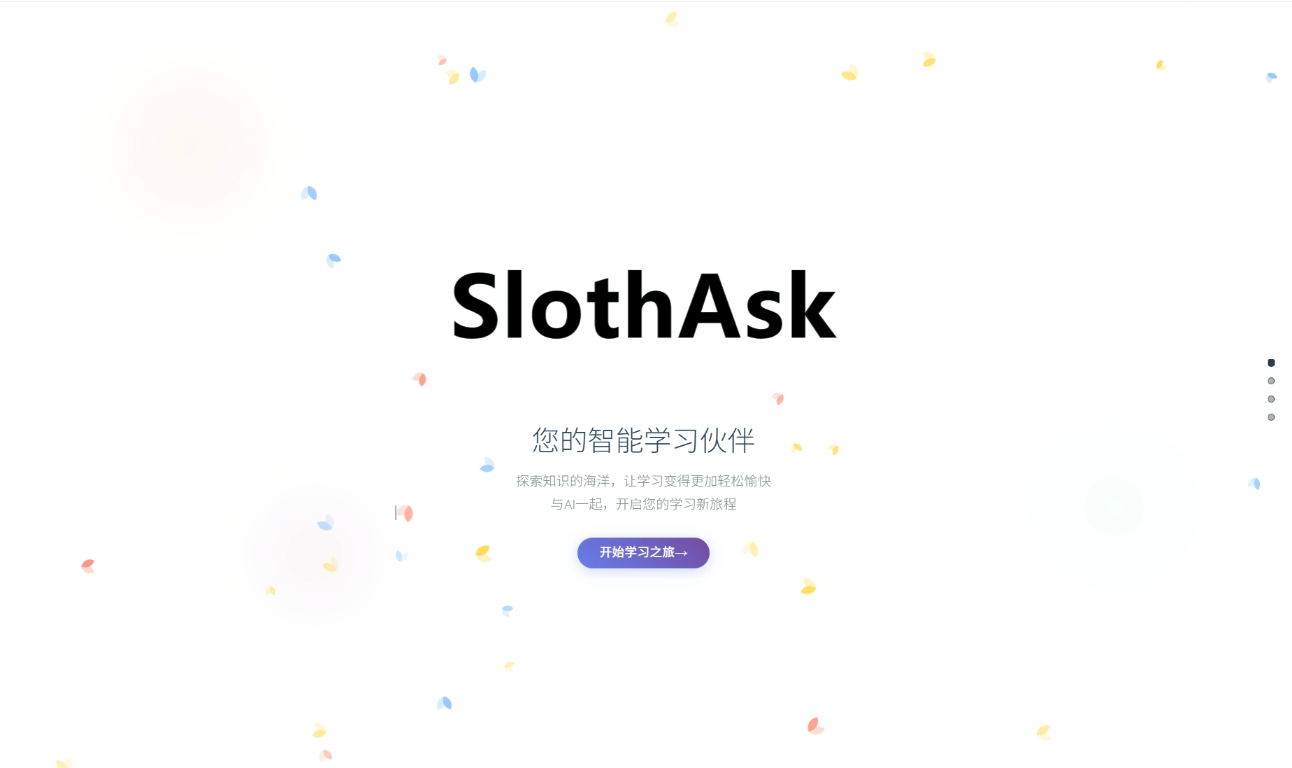 SlothAsk
您的智能学习伙伴
探索知识的海洋，让学习变得更加轻松愉快
与AI一起，开启您的学习新旅程
开始学习之旅→